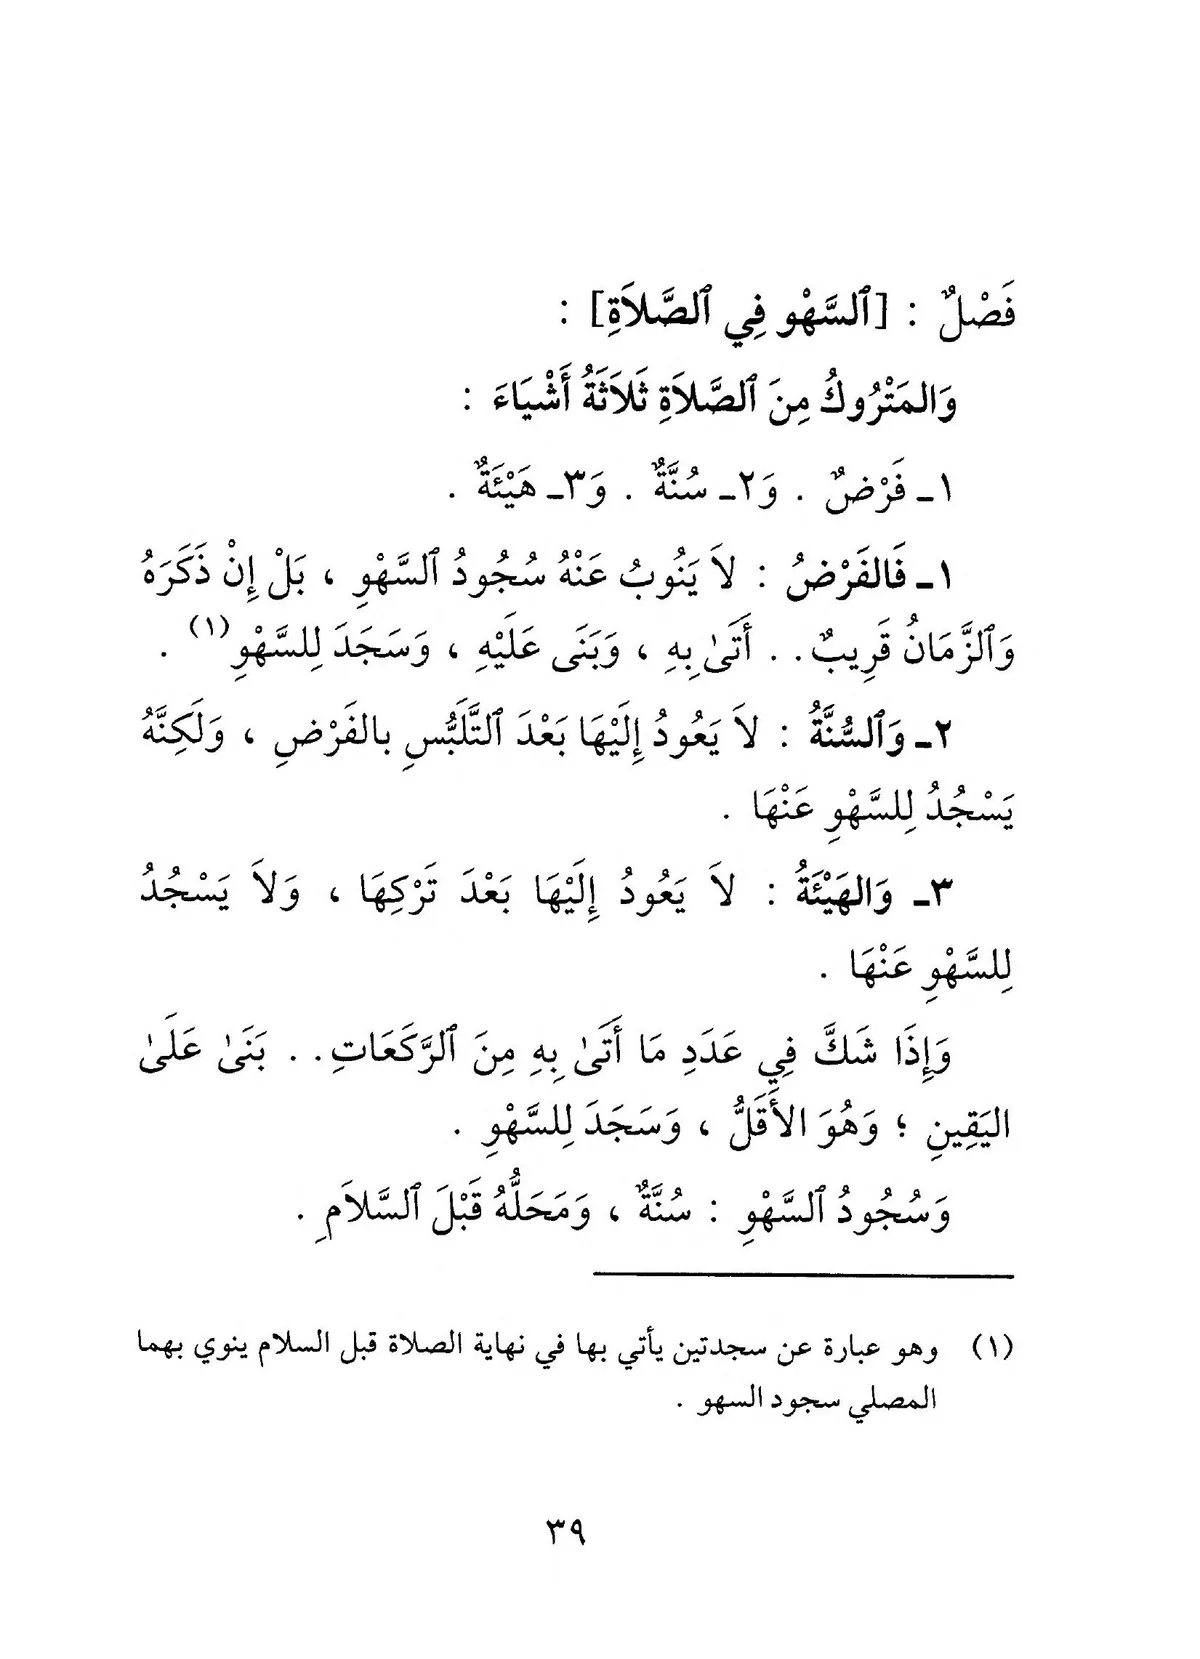 فَصْلٌ : [ٱلسَّهْوِ فِي ٱلصَّلاَةِ] :
وَالمَتْرُوكُ مِنَ ٱلصَّلاَةِ ثَلاَثَةُ أَشْيَاءَ :
١ـ فَرْضٌ . وَ٢ـ سُنَّةٌ . وَ٣ـ هَيْئَةٌ .
١ـ فَالفَرْضُ : لاَ يَنُوبُ عَنْهُ سُجُودُ ٱلسَّهْوِ ، بَلْ إِنْ ذَكَرَهُ
وَٱلزَّمَانُ قَرِيبٌ . . أَتَىٰ بِهِ ، وَبَنَى عَلَيْهِ ، وَسَجَدَ لِلسَّهْوِ(١) .
٢ـ وَٱلسُّنَّةُ : لاَ يَعُودُ إِلَيْهَا بَعْدَ ٱلتَّلَبُّسِ بالفَرْضِ ، وَلَكِنَّهُ
يَسْجُدُ لِلسَّهْوِ عَنْهَا .
٣ـ وَالهَيْئَةُ : لاَ يَعُودُ إِلَيْهَا بَعْدَ تَرْكِهَا ، وَلاَ يَسْجُدُ
لِلسَّهْوِ عَنْهَا .
وَإِذَا شَكَّ فِي عَدَدِ مَا أَتَىٰ بِهِ مِنَ ٱلرَّكَعَاتِ . . بَنَىٰ عَلَىٰ
اليَقِينِ ؛ وَهُوَ الأَقَلُّ ، وَسَجَدَ لِلسَّهْوِ .
وَسُجُودُ ٱلسَّهْوِ : سُنَّةٌ ، وَمَحَلُّهُ قَبْلَ ٱلسَّلاَمِ .
(١) وهو عبارة عن سجدتين يأتي بها في نهاية الصلاة قبل السلام ينوي بهما
المصلي سجود السهو .
٣٩